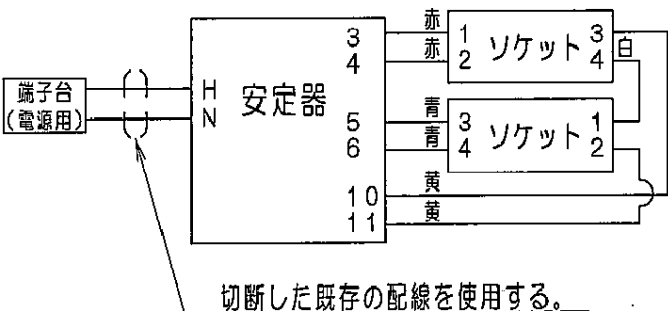 赤
3 赤 1 ソケット 3
4 2 4 白
端子台 H 安定器
(電源用) N
5 青 3 ソケット 1
6 青 4 2
黄
10 黄
11
切断した既存の配線を使用する。